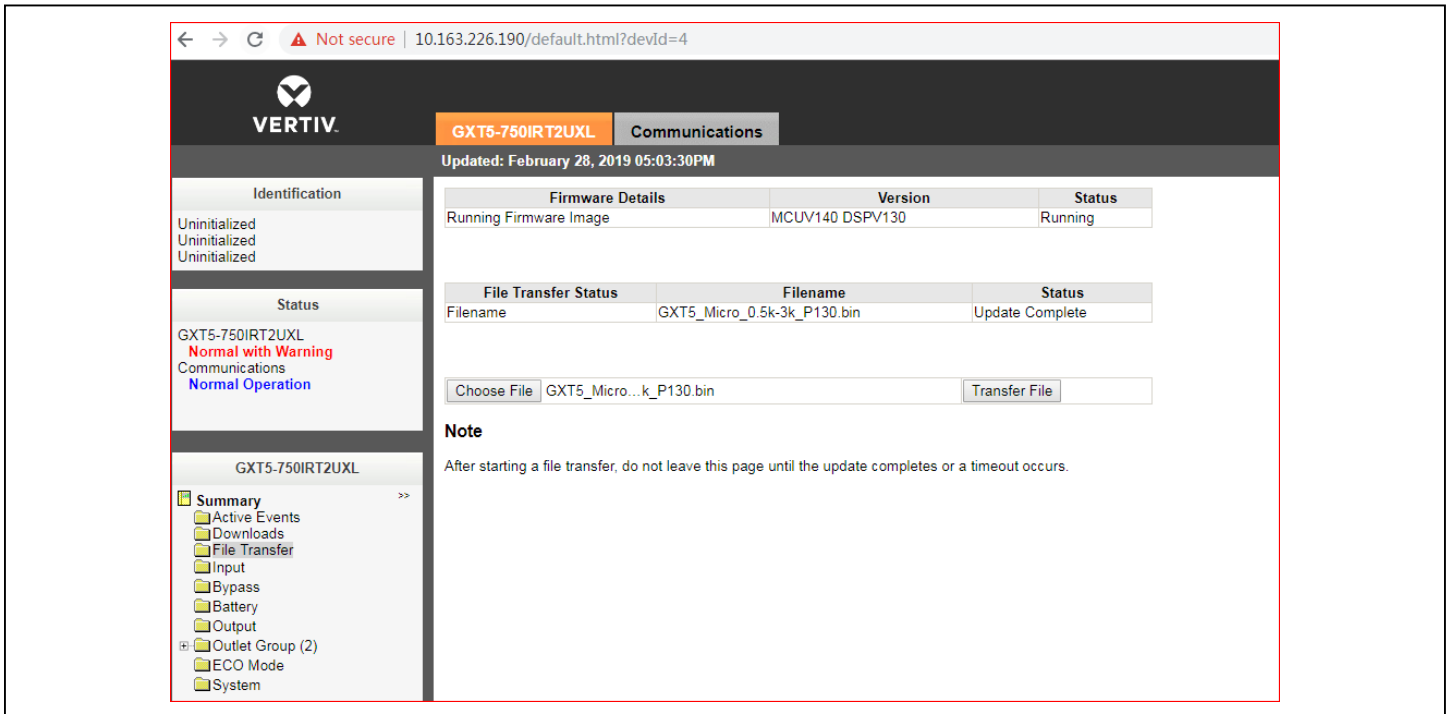 Not secure | 10.163.226.190/default.html?devId=4
VERTIV.
GXT5-750IRT2UXL Communications
Updated: February 28, 2019 05:03:30PM
Identification
Uninitialized
Uninitialized
Uninitialized
Status
GXT5-750IRT2UXL
Normal with Warning
Communications
Normal Operation
GXT5-750IRT2UXL
Summary >>
Active Events
Downloads
File Transfer
Input
Bypass
Battery
Output
Outlet Group (2)
ECO Mode
System
Firmware Details Version Status
Running Firmware Image MCUV140 DSPV130 Running
File Transfer Status Filename Status
Filename GXT5_Micro_0.5k-3k_P130.bin Update Complete
Choose File GXT5_Micro...k_P130.bin Transfer File
Note
After starting a file transfer, do not leave this page until the update completes or a timeout occurs.